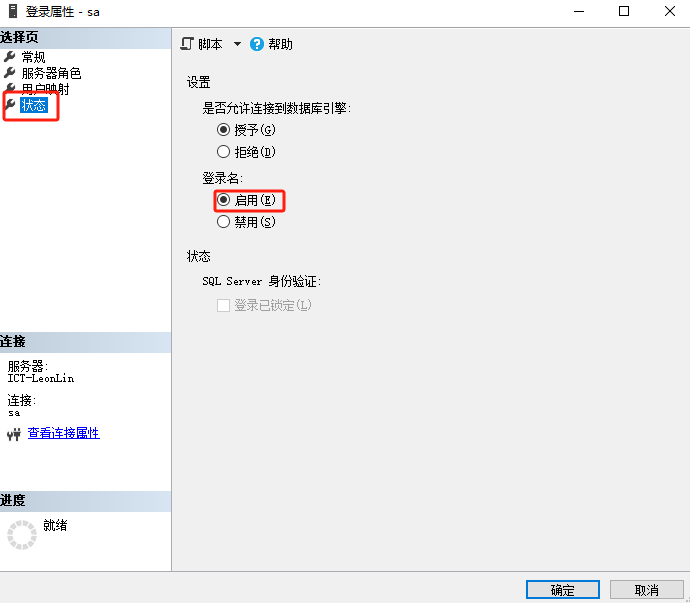 登录属性 - sa
选择页
常规
服务器角色
用户映射
状态
脚本
帮助
设置
是否允许连接到数据库引擎:
授予(G)
拒绝(D)
登录名:
启用(E)
禁用(S)
状态
SQL Server 身份验证:
登录已锁定(L)
连接
服务器:
ICT-LeonLin
连接:
sa
查看连接属性
进度
就绪
确定
取消